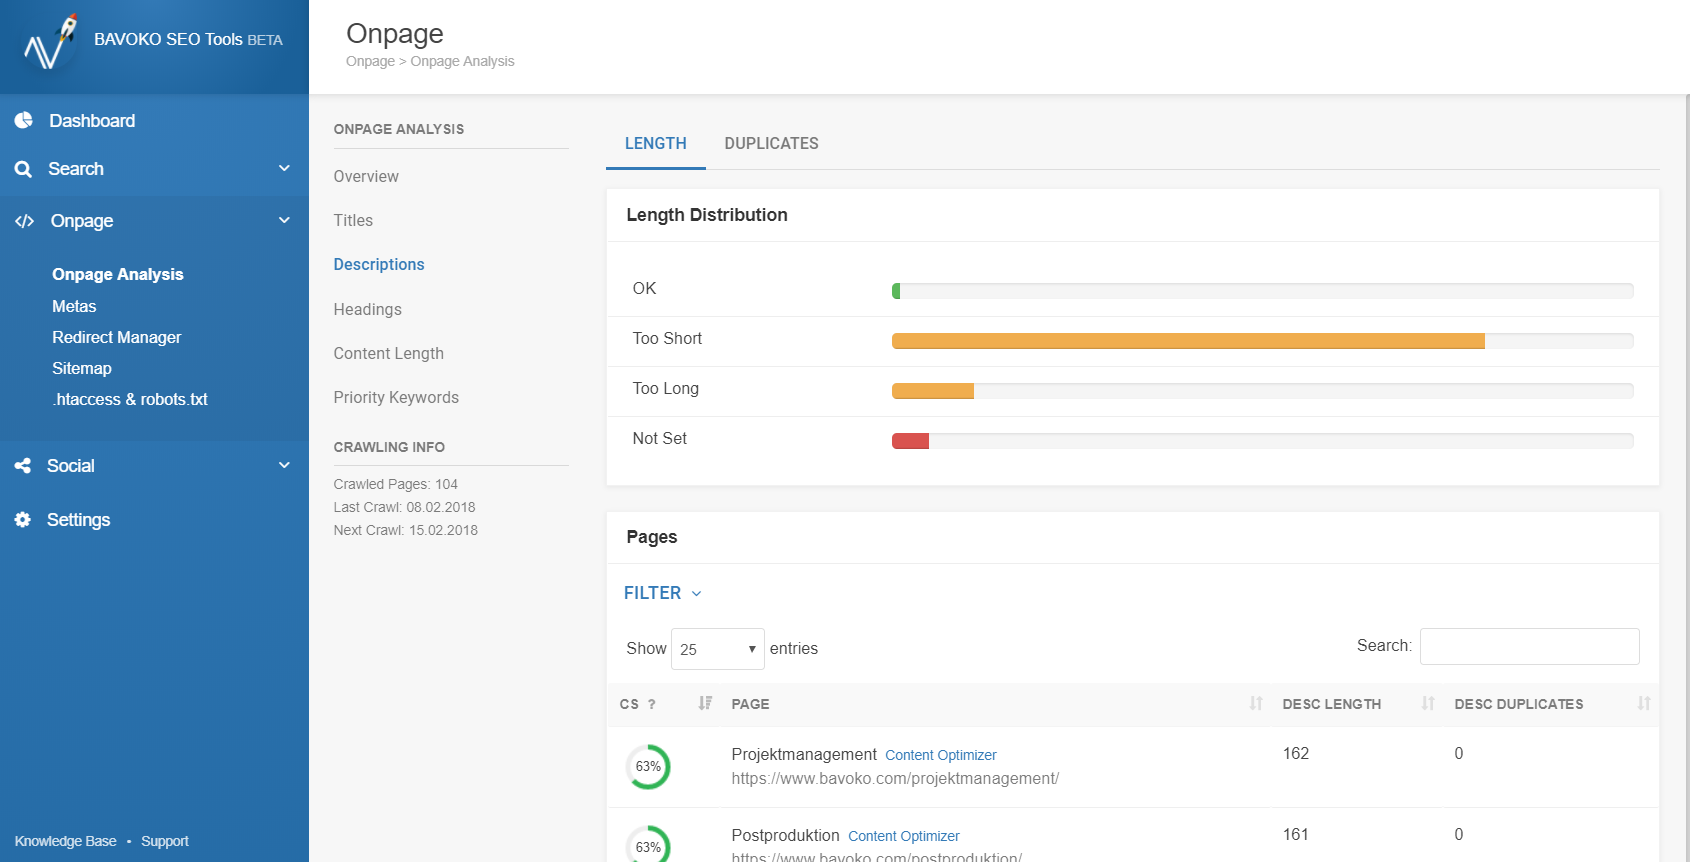 BAVOKO SEO Tools BETA
Dashboard
Search
Onpage
Onpage Analysis
Metas
Redirect Manager
Sitemap
.htaccess & robots.txt
Social
Settings
Knowledge Base • Support
Onpage
Onpage > Onpage Analysis
ONPAGE ANALYSIS
Overview
Titles
Descriptions
Headings
Content Length
Priority Keywords
CRAWLING INFO
Crawled Pages: 104
Last Crawl: 08.02.2018
Next Crawl: 15.02.2018
LENGTH DUPLICATES
Length Distribution
OK
Too Short
Too Long
Not Set
Pages
FILTER
Show 25 entries Search:
CS ? PAGE DESC LENGTH DESC DUPLICATES
63% Projektmanagement Content Optimizer 162 0
https://www.bavoko.com/projektmanagement/
63% Postproduktion Content Optimizer 161 0
https://www.bavoko.com/postproduktion/